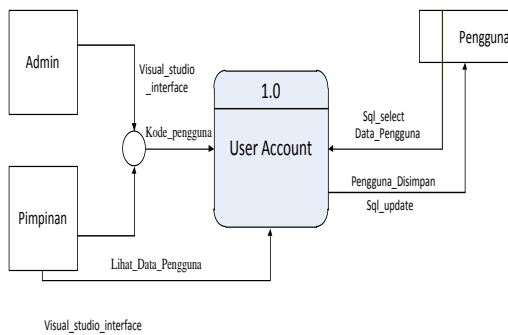 Admin
Visual_studio
_interface
Kode_pengguna
1.0
User Account
Pengguna
Sql_select
Data_Pengguna
Pengguna_Disimpan
Sql_update
Pimpinan
Lihat_Data_Pengguna
Visual_studio_interface